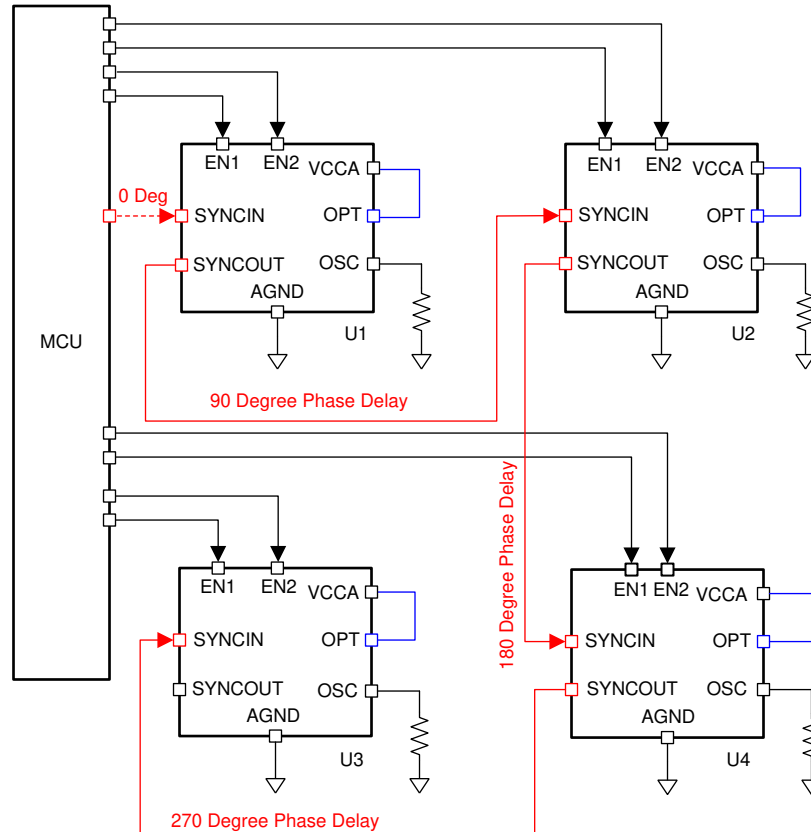 EN1
EN2
VCCA
0 Deg
SYNCIN
OPT
SYNCOUT
OSC
AGND
U1
EN1
EN2
VCCA
SYNCIN
OPT
SYNCOUT
OSC
AGND
U2
MCU
90 Degree Phase Delay
180 Degree Phase Delay
EN1
EN2
VCCA
SYNCIN
OPT
SYNCOUT
OSC
AGND
U3
EN1
EN2
VCCA
SYNCIN
OPT
SYNCOUT
OSC
AGND
U4
270 Degree Phase Delay